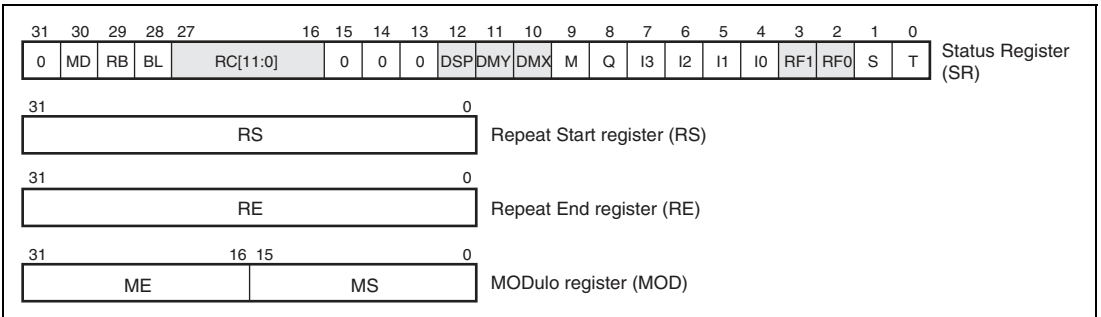 31 30 29 28 27 16 15 14 13 12 11 10 9 8 7 6 5 4 3 2 1 0
0 MD RB BL RC[11:0] 0 0 0 DSP DMY DMX M Q I3 I2 I1 I0 RF1 RF0 S T
Status Register
(SR)
31 0
RS Repeat Start register (RS)
31 0
RE Repeat End register (RE)
31 16 15 0
ME MS MODulo register (MOD)